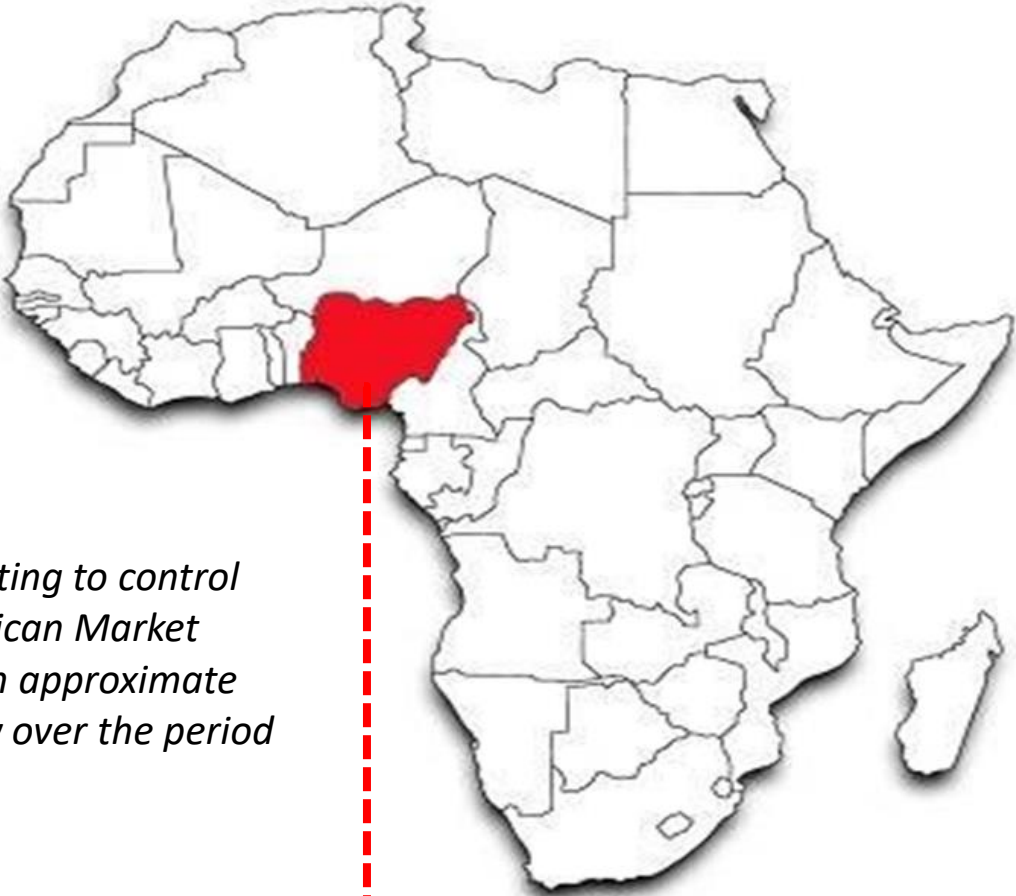 ting to control
ican Market
approximate
over the period